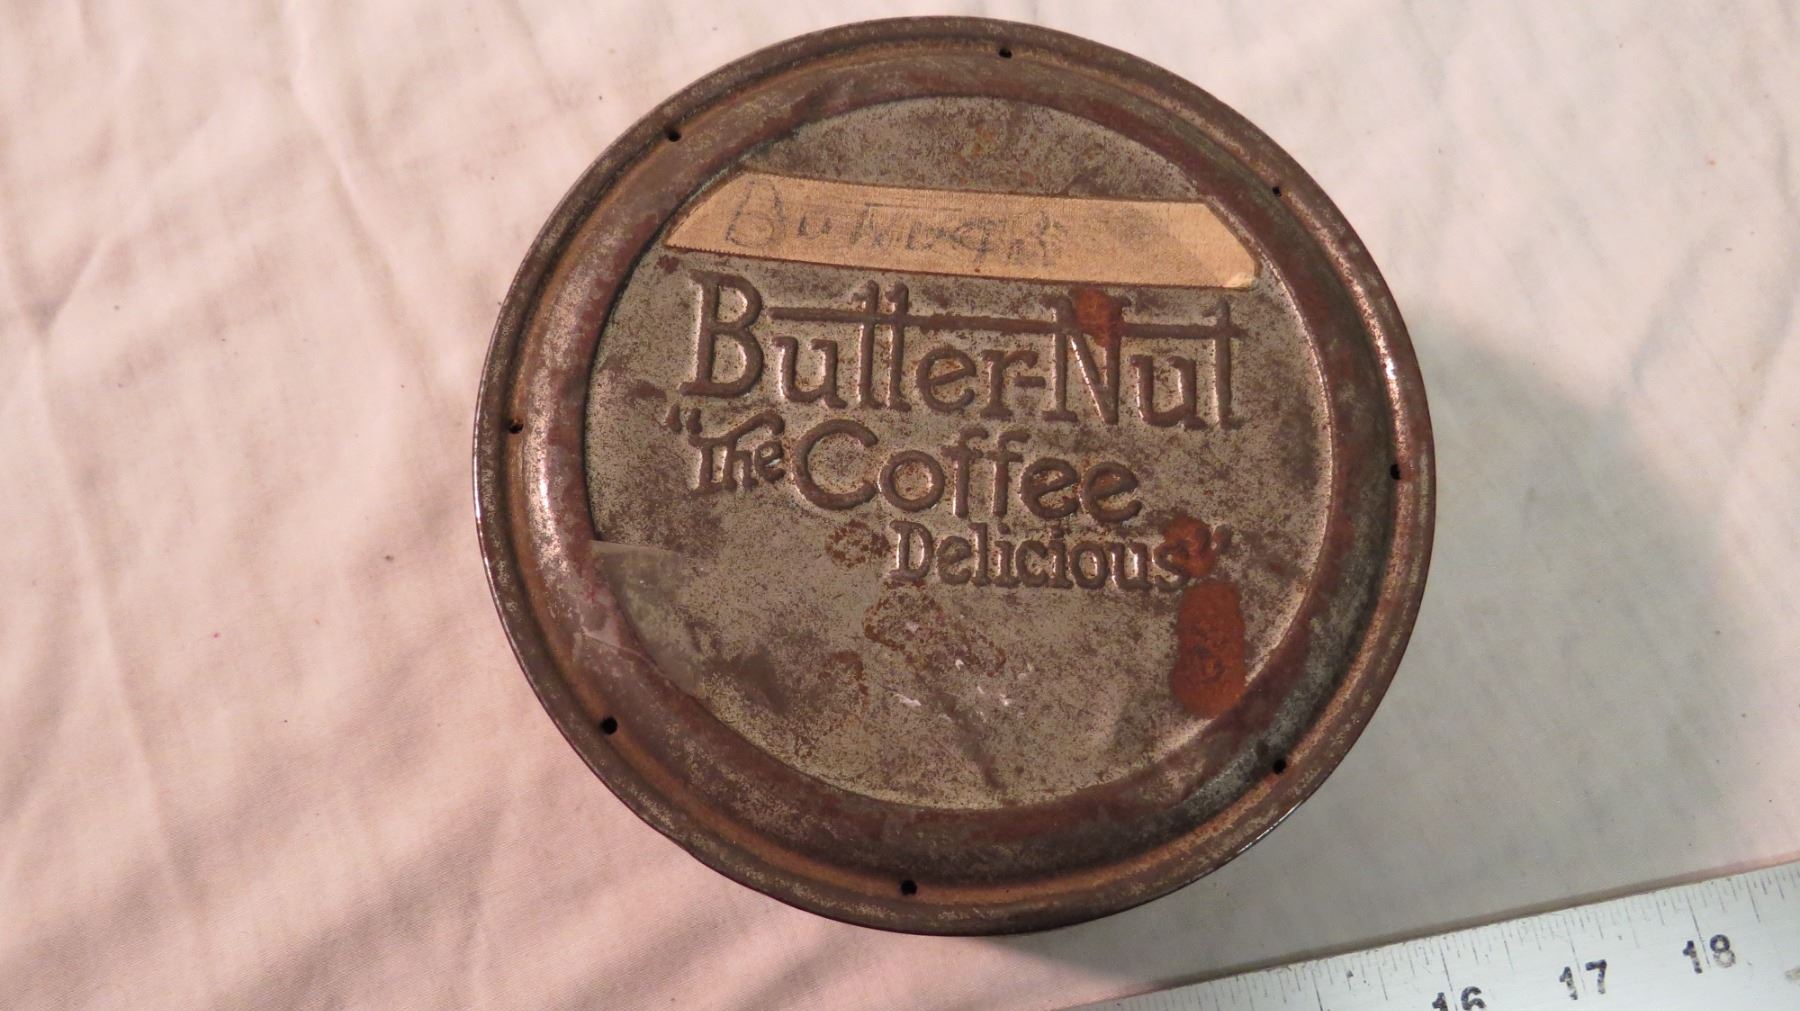 Butter-Nut
"The Coffee
Delicious"
16 17 18